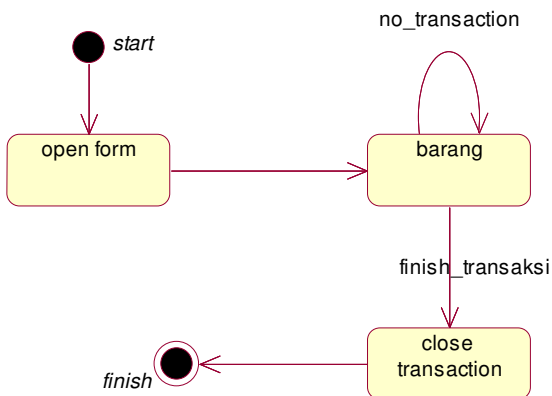 no_transaction
start
open form
barang
finish_transaksi
close
transaction
finish